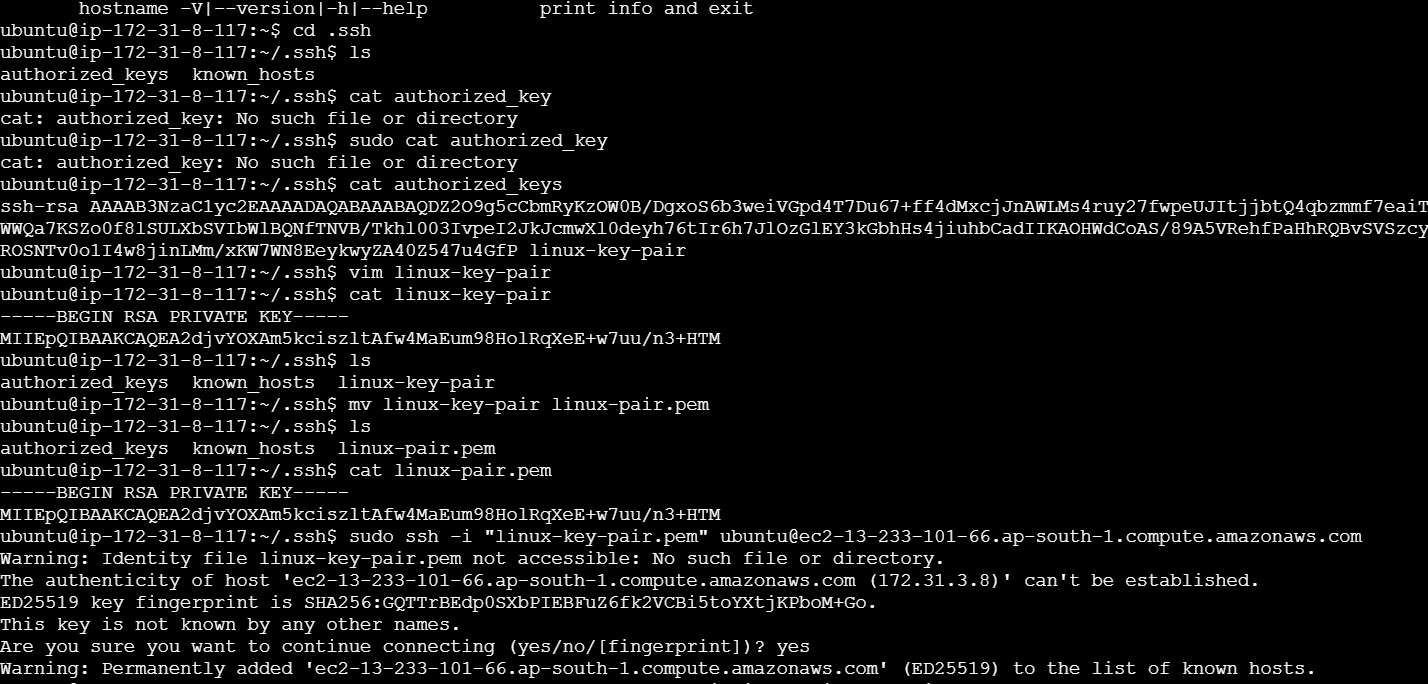 hostname -V|--version|-h|--help          print info and exit
ubuntu@ip-172-31-8-117:~$ cd .ssh
ubuntu@ip-172-31-8-117:~/.ssh$ ls
authorized_keys  known_hosts
ubuntu@ip-172-31-8-117:~/.ssh$ cat authorized_key
cat: authorized_key: No such file or directory
ubuntu@ip-172-31-8-117:~/.ssh$ sudo cat authorized_key
cat: authorized_key: No such file or directory
ubuntu@ip-172-31-8-117:~/.ssh$ cat authorized_keys
ssh-rsa AAAAB3NzaC1yc2EAAAADAQABAAABAQDZ2O9g5cCbmRyKzOW0B/DgxoS6b3weiVGpd4T7Du67+ff4dMxcjJnAWLMs4ruy27fwpeUJItjjbtQ4qbzmmf7eaiT
WWQa7KSZo0f8lSULXbSVIbWlBQNfTNVB/Tkhl003IvpeI2JkJcmwXl0deyh76tIr6h7JlOzGlEY3kGbhHs4jiuhbCadIIKAOHWdCoAS/89A5VRehfPaHhRQBvSVSzcy
ROSNTv0o1I4w8jinLMm/xKW7WN8EeykwyZA40Z547u4GfP linux-key-pair
ubuntu@ip-172-31-8-117:~/.ssh$ vim linux-key-pair
ubuntu@ip-172-31-8-117:~/.ssh$ cat linux-key-pair
-----BEGIN RSA PRIVATE KEY-----
MIIEpQIBAAKCAQEA2djvYOXAm5kciszltAfw4MaEum98HolRqXeE+w7uu/n3+HTM
ubuntu@ip-172-31-8-117:~/.ssh$ ls
authorized_keys  known_hosts  linux-key-pair
ubuntu@ip-172-31-8-117:~/.ssh$ mv linux-key-pair linux-pair.pem
ubuntu@ip-172-31-8-117:~/.ssh$ ls
authorized_keys  known_hosts  linux-pair.pem
ubuntu@ip-172-31-8-117:~/.ssh$ cat linux-pair.pem
-----BEGIN RSA PRIVATE KEY-----
MIIEpQIBAAKCAQEA2djvYOXAm5kciszltAfw4MaEum98HolRqXeE+w7uu/n3+HTM
ubuntu@ip-172-31-8-117:~/.ssh$ sudo ssh -i "linux-key-pair.pem" ubuntu@ec2-13-233-101-66.ap-south-1.compute.amazonaws.com
Warning: Identity file linux-key-pair.pem not accessible: No such file or directory.
The authenticity of host 'ec2-13-233-101-66.ap-south-1.compute.amazonaws.com (172.31.3.8)' can't be established.
ED25519 key fingerprint is SHA256:GQTTrBEdp0SXbPIEBFuZ6fk2VCBi5toYXtjKPboM+Go.
This key is not known by any other names.
Are you sure you want to continue connecting (yes/no/[fingerprint])? yes
Warning: Permanently added 'ec2-13-233-101-66.ap-south-1.compute.amazonaws.com' (ED25519) to the list of known hosts.